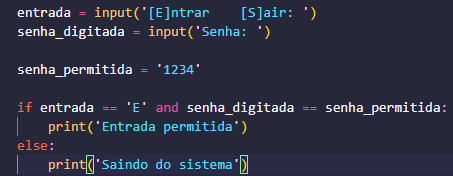 entrada = input('[E]ntrar    [S]air: ')
senha_digitada = input('Senha: ')
senha_permitida = '1234'
if entrada == 'E' and senha_digitada == senha_permitida:
    print('Entrada permitida')
else:
    print('Saindo do sistema')